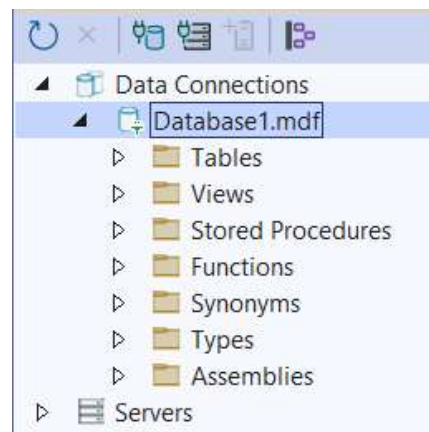 Data Connections
Database1.mdf
Tables
Views
Stored Procedures
Functions
Synonyms
Types
Assemblies
Servers